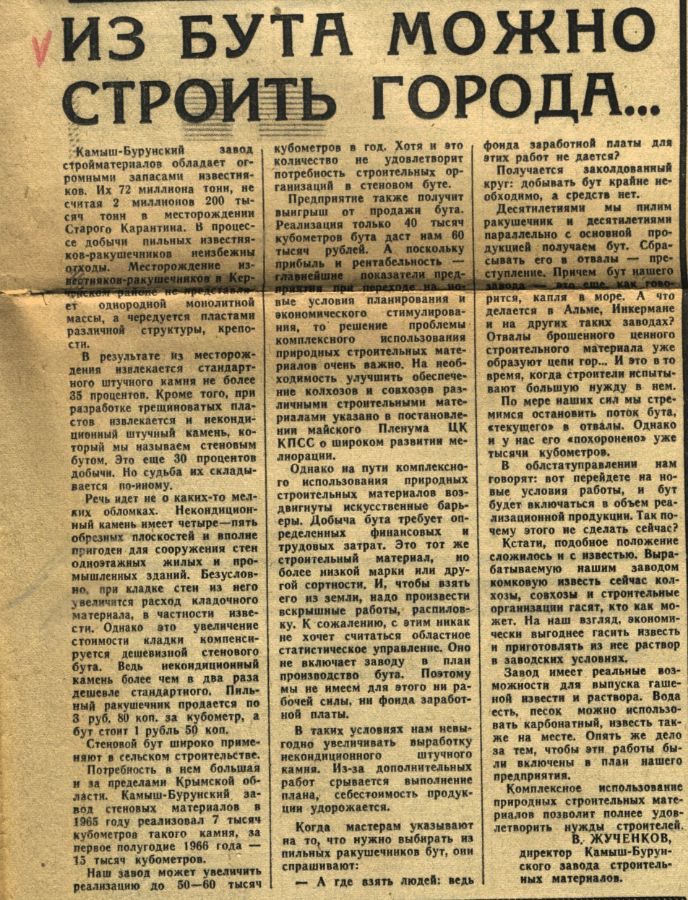 ИЗ БУТА МОЖНО
СТРОИТЬ ГОРОДА...
Камыш-Бурунский завод
стройматериалов обладает ог-
ромными запасами известня-
ков. Их 72 миллиона тонн, не
считая 2 миллионов 200 ты-
сяч тонн в месторождении
Старого Карантина. В процес-
се добычи пильных известня-
ков-ракушечников неизбежны
отходы. Месторождение из-
вестняков-ракушечников в Кер-
ченском районе не представля-
ет однородной монолитной
массы, а чередуется пластами
различной структуры, крепо-
сти.
В результате из месторож-
дения извлекается стандарт-
ного штучного камня не более
35 процентов. Кроме того, при
разработке трещиноватых пла-
стов извлекается и неконди-
ционный штучный камень, ко-
торый мы называем стеновым
бутом. Это еще 30 процентов
добычи. Но судьба их склады-
вается по-иному.
Речь идет не о каких-то мел-
ких обломках. Некондицион-
ный камень имеет четыре—пять
обрезных плоскостей и вполне
пригоден для сооружения стен
одноэтажных жилых и про-
мышленных зданий. Безуслов-
но, при кладке стен из него
увеличится расход кладочного
материала, в частности изве-
сти. Однако это увеличение
стоимости кладки компенси-
руется дешевизной стенового
бута. Ведь некондиционный
камень более чем в два раза
дешевле стандартного. Пиль-
ный ракушечник продается по
3 руб. 80 коп. за кубометр, а
бут стоит 1 рубль 50 коп.
Стеновой бут широко приме-
няют в сельском строительстве.
Потребность в нем большая
и за пределами Крымской об-
ласти. Камыш-Бурунский за-
вод стеновых материалов в
1965 году реализовал 7 тысяч
кубометров такого камня, за
первое полугодие 1966 года —
15 тысяч кубометров.
Наш завод может увеличить
реализацию до 50—60 тысяч
кубометров в год. Хотя и это
количество не удовлетворит
потребность строительных ор-
ганизаций в стеновом буте.
Предприятие также получит
выигрыш от продажи бута.
Реализация только 40 тысяч
кубометров бута даст нам 60
тысяч рублей. А поскольку
прибыль и рентабельность —
главнейшие показатели пред-
приятия при переходе на но-
вые условия планирования и
экономического стимулирова-
ния, то решение проблемы
комплексного использования
природных строительных мате-
риалов очень важно. На необ-
ходимость улучшить обеспече-
ние колхозов и совхозов раз-
личными строительными мате-
риалами указано в постановле-
нии майского Пленума ЦК
КПСС о широком развитии ме-
лиорации.
Однако на пути комплексно-
го использования природных
строительных материалов воз-
двигнуты искусственные барь-
еры. Добыча бута требует оп-
ределенных финансовых и
трудовых затрат. Это тот же
строительный материал, но
более низкой марки или дру-
гой сортности. И, чтобы взять
его из земли, надо произвести
вскрышные работы, распилов-
ку. К сожалению, с этим никак
не хочет считаться областное
статистическое управление. Оно
не включает заводу в план
производство бута. Поэтому
мы не имеем для этого ни ра-
бочей силы, ни фонда заработ-
ной платы.
В таких условиях нам невы-
годно увеличивать выработку
некондиционного штучного
камня. Из-за дополнительных
работ срывается выполнение
плана, себестоимость продук-
ции удорожается.
Когда мастерам указывают
на то, что нужно выбирать из
пильных ракушечников бут, они
спрашивают:
— А где взять людей: ведь
фонда заработной платы для
этих работ не дается?
Получается заколдованный
круг: добывать бут крайне не-
обходимо, а средств нет.
Десятилетиями мы пилим
ракушечник и десятилетиями
параллельно с основной про-
дукцией получаем бут. Сбра-
сывать его в отвалы — пре-
ступление. Причем бут нашего
завода — это еще, как гово-
рится, капля в море. А что
делается в Альме, Инкермане
и на других таких заводах?
Отвалы брошенного ценного
строительного материала уже
образуют цепи гор... И это в то
время, когда строители испыты-
вают большую нужду в нем.
По мере наших сил мы стре-
мимся остановить поток бута,
«текущего» в отвалы. Однако
и у нас его «похоронено» уже
тысячи кубометров.
В облстатуправлении нам
говорят: вот перейдете на но-
вые условия работы, и бут
будет включаться в объем реа-
лизационной продукции. Так по-
чему этого не сделать сейчас?
Кстати, подобное положение
сложилось и с известью. Выра-
батываемую нашим заводом
комковую известь сейчас кол-
хозы, совхозы и строительные
организации гасят, кто как мо-
жет. На наш взгляд, экономи-
чески выгоднее гасить известь
и приготовлять из нее раствор
в заводских условиях.
Завод имеет реальные воз-
можности для выпуска гаше-
ной извести и раствора. Вода
есть, песок можно использо-
вать карбонатный, известь так-
же на месте. Опять же дело
за тем, чтобы эти работы бы-
ли включены в план нашего
предприятия.
Комплексное использование
природных строительных мате-
риалов позволит полнее удов-
летворить нужды строителей.
В. ЖУЧЕНКОВ,
директор Камыш-Бурун-
ского завода строитель-
ных материалов.